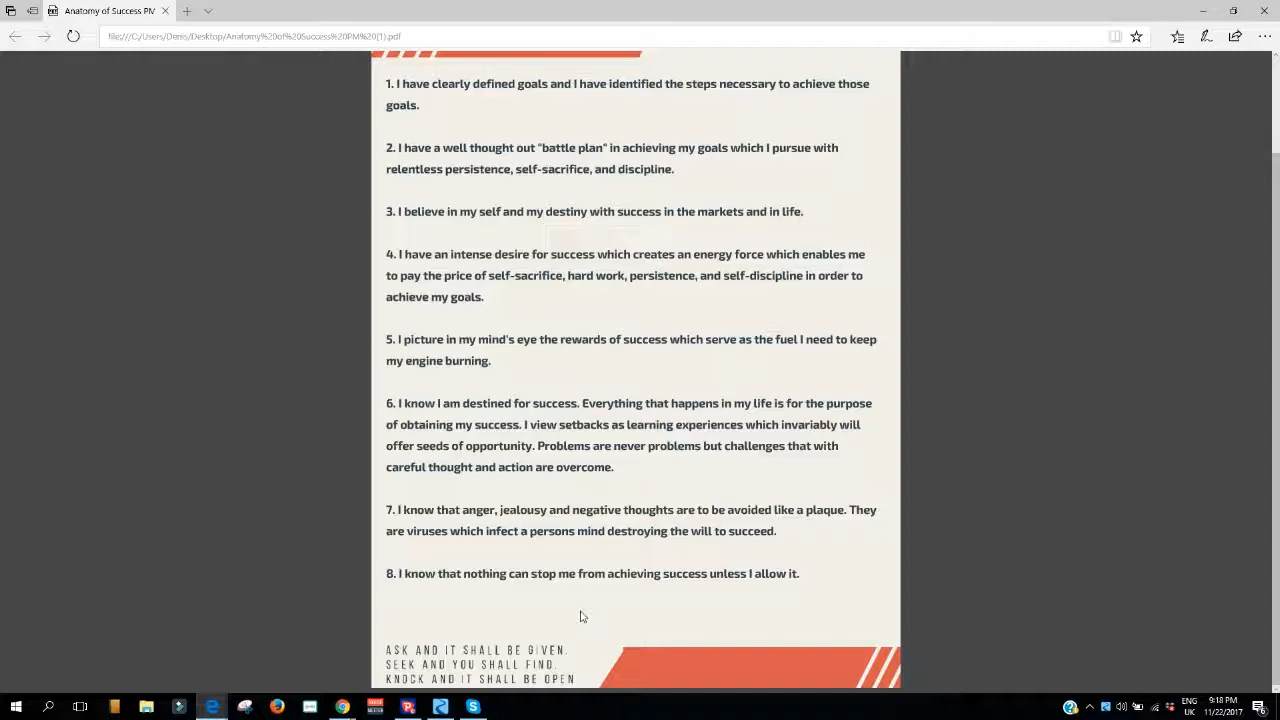 Anatomy of Success PM
file:///C:/Users/Denis/Desktop/Anatomy%20of%20Success%20PM%20(1).pdf
1. I have clearly defined goals and I have identified the steps necessary to achieve those
goals.
2. I have a well thought out "battle plan" in achieving my goals which I pursue with
relentless persistence, self-sacrifice, and discipline.
3. I believe in my self and my destiny with success in the markets and in life.
4. I have an intense desire for success which creates an energy force which enables me
to pay the price of self-sacrifice, hard work, persistence, and self-discipline in order to
achieve my goals.
5. I picture in my mind's eye the rewards of success which serve as the fuel I need to keep
my engine burning.
6. I know I am destined for success. Everything that happens in my life is for the purpose
of obtaining my success. I view setbacks as learning experiences which invariably will
offer seeds of opportunity. Problems are never problems but challenges that with
careful thought and action are overcome.
7. I know that anger, jealousy and negative thoughts are to be avoided like a plaque. They
are viruses which infect a persons mind destroying the will to succeed.
8. I know that nothing can stop me from achieving success unless I allow it.
ASK AND IT SHALL BE GIVEN.
SEEK AND YOU SHALL FIND.
KNOCK AND IT SHALL BE OPEN
ENG 9:18 PM
UK 11/22/2017